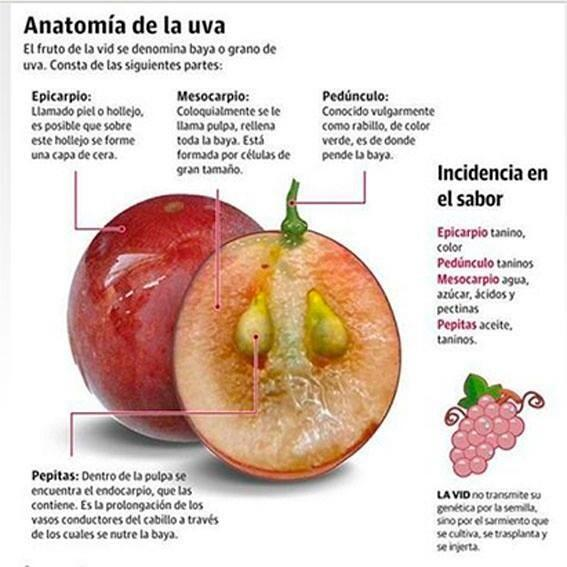 Anatomía de la uva
El fruto de la vid se denomina baya o grano de
uva. Consta de las siguientes partes:
Epicarpio:
Llamado piel o hollejo,
es posible que sobre
este hollejo se forme
una capa de cera.
Mesocarpio:
Coloquialmente se le
llama pulpa, rellena
toda la baya. Está
formada por células de
gran tamaño.
Pedúnculo:
Conocido vulgarmente
como rabillo, de color
verde, es de donde
pende la baya.
Incidencia en
el sabor
Epicarpio tanino,
color
Pedúnculo taninos
Mesocarpio agua,
azúcar, ácidos y
pectinas
Pepitas aceite,
taninos.
Pepitas: Dentro de la pulpa se
encuentra el endocarpio, que las
contiene. Es la prolongación de los
vasos conductores del cabillo a través
de los cuales se nutre la baya.
LA VID no transmite su
genética por la semilla,
sino por el sarmiento que
se cultiva, se trasplanta y
se injerta.